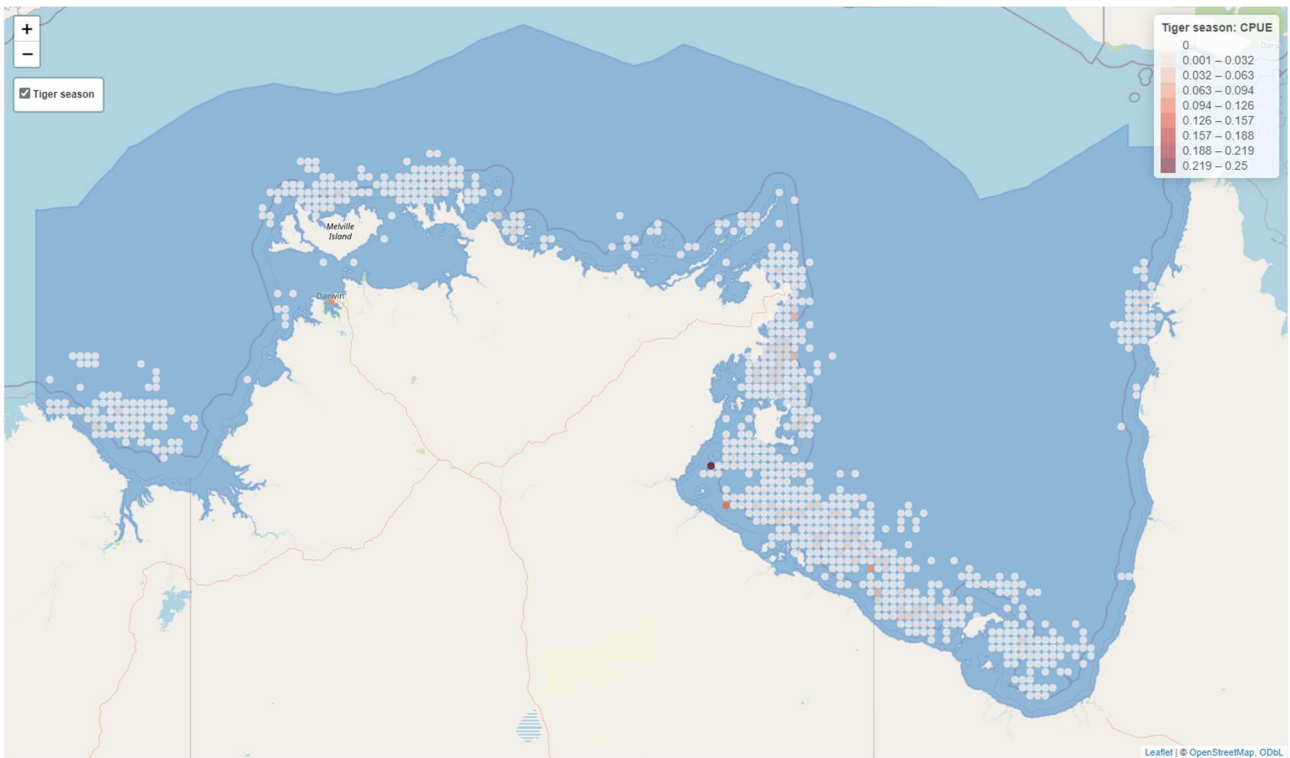 +
−
Tiger season
Tiger season: CPUE
0
0.001 – 0.032
0.032 – 0.063
0.063 – 0.094
0.094 – 0.126
0.126 – 0.157
0.157 – 0.188
0.188 – 0.219
0.219 – 0.25
Melville
Island
Darwin
Leaflet | © OpenStreetMap, ODbL